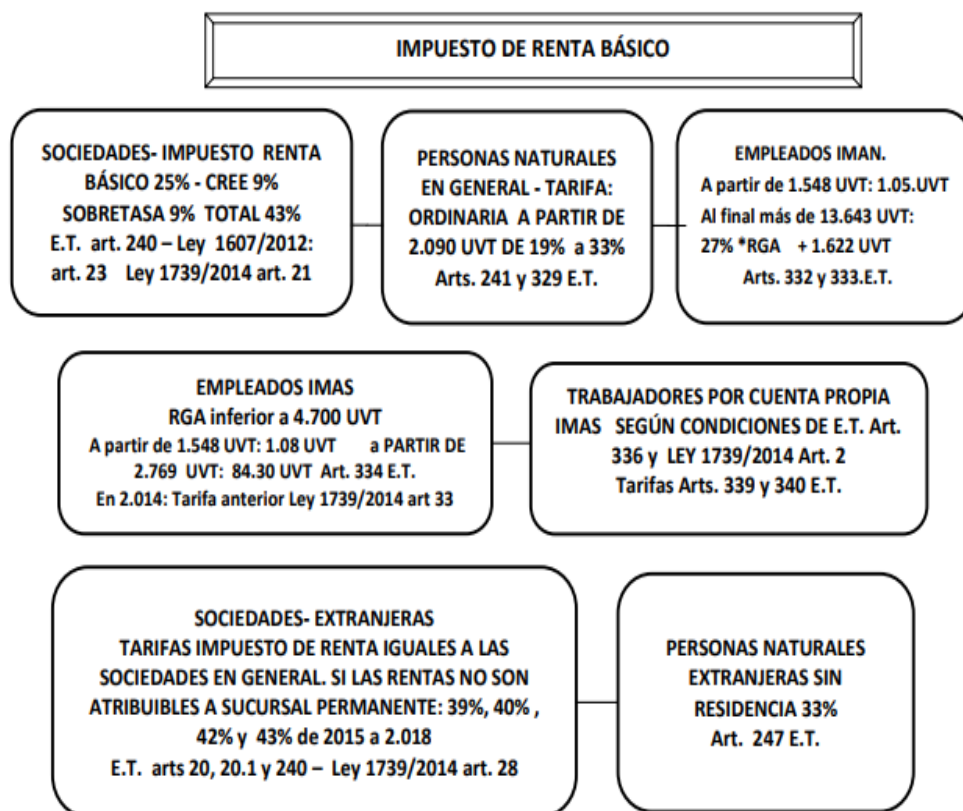 IMPUESTO DE RENTA BÁSICO
SOCIEDADES- IMPUESTO RENTA
BÁSICO 25% - CREE 9%
SOBRETASA 9% TOTAL 43%
E.T. art. 240 – Ley 1607/2012:
art. 23 Ley 1739/2014 art. 21
PERSONAS NATURALES
EN GENERAL - TARIFA:
ORDINARIA A PARTIR DE
2.090 UVT DE 19% a 33%
Arts. 241 y 329 E.T.
EMPLEADOS IMAN.
A partir de 1.548 UVT: 1.05.UVT
Al final más de 13.643 UVT:
27% *RGA + 1.622 UVT
Arts. 332 y 333.E.T.
EMPLEADOS IMAS
RGA inferior a 4.700 UVT
A partir de 1.548 UVT: 1.08 UVT a PARTIR DE
2.769 UVT: 84.30 UVT Art. 334 E.T.
En 2.014: Tarifa anterior Ley 1739/2014 art 33
TRABAJADORES POR CUENTA PROPIA
IMAS SEGÚN CONDICIONES DE E.T. Art.
336 y LEY 1739/2014 Art. 2
Tarifas Arts. 339 y 340 E.T.
SOCIEDADES- EXTRANJERAS
TARIFAS IMPUESTO DE RENTA IGUALES A LAS
SOCIEDADES EN GENERAL. SI LAS RENTAS NO SON
ATRIBUIBLES A SUCURSAL PERMANENTE: 39%, 40% ,
42% y 43% de 2015 a 2.018
E.T. arts 20, 20.1 y 240 – Ley 1739/2014 art. 28
PERSONAS NATURALES
EXTRANJERAS SIN
RESIDENCIA 33%
Art. 247 E.T.